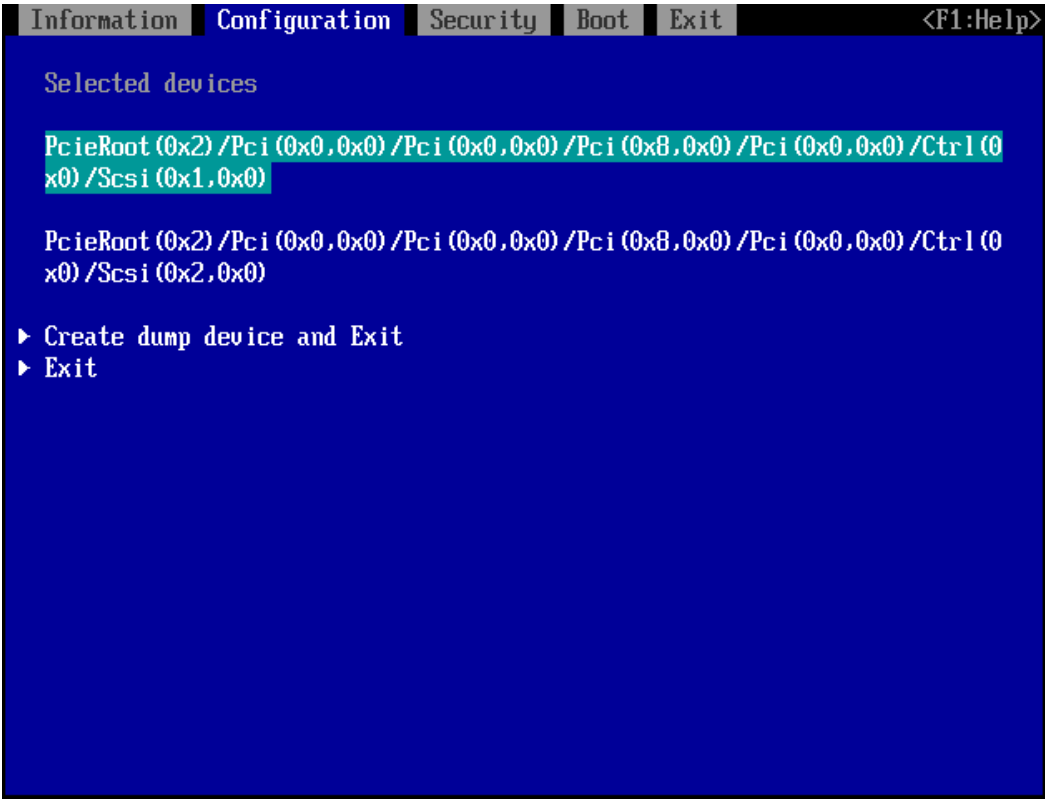 Information Configuration Security Boot Exit <F1:Help>
Selected devices
PcieRoot(0x2)/Pci(0x0,0x0)/Pci(0x0,0x0)/Pci(0x8,0x0)/Pci(0x0,0x0)/Ctrl(0
x0)/Scsi(0x1,0x0)
PcieRoot(0x2)/Pci(0x0,0x0)/Pci(0x0,0x0)/Pci(0x8,0x0)/Pci(0x0,0x0)/Ctrl(0
x0)/Scsi(0x2,0x0)
Create dump device and Exit
Exit